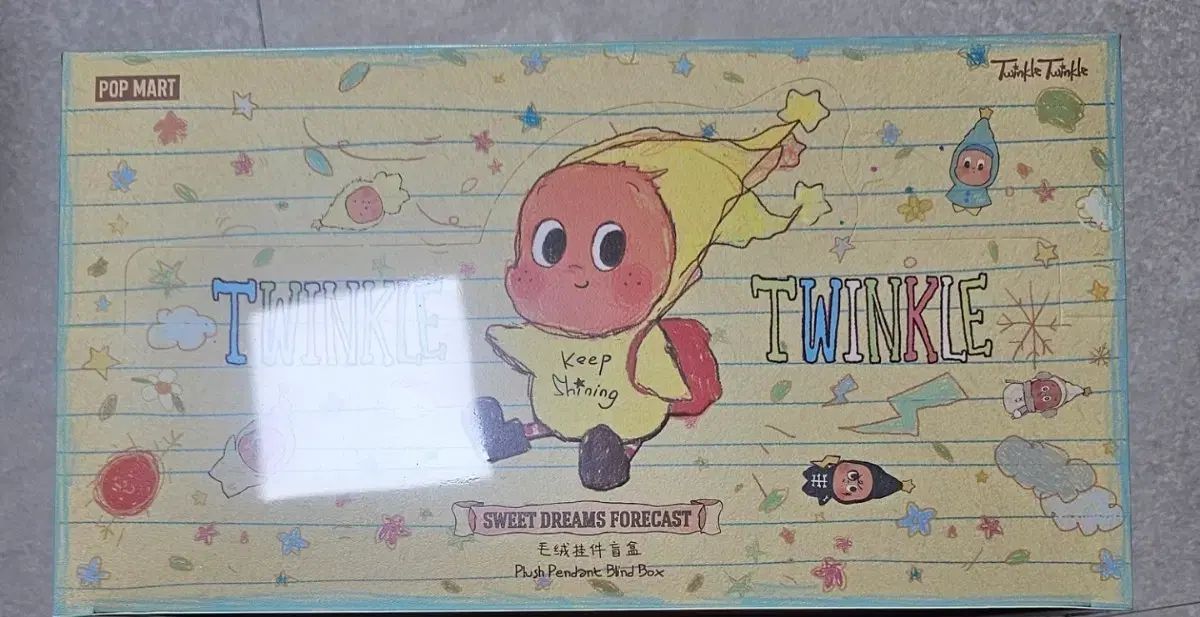 POP MART
Twinkle Twinkle
TWINKLE TWINKLE
Keep
Shining
SWEET DREAMS FORECAST
毛绒挂件盲盒
Plush Pendant Blind Box